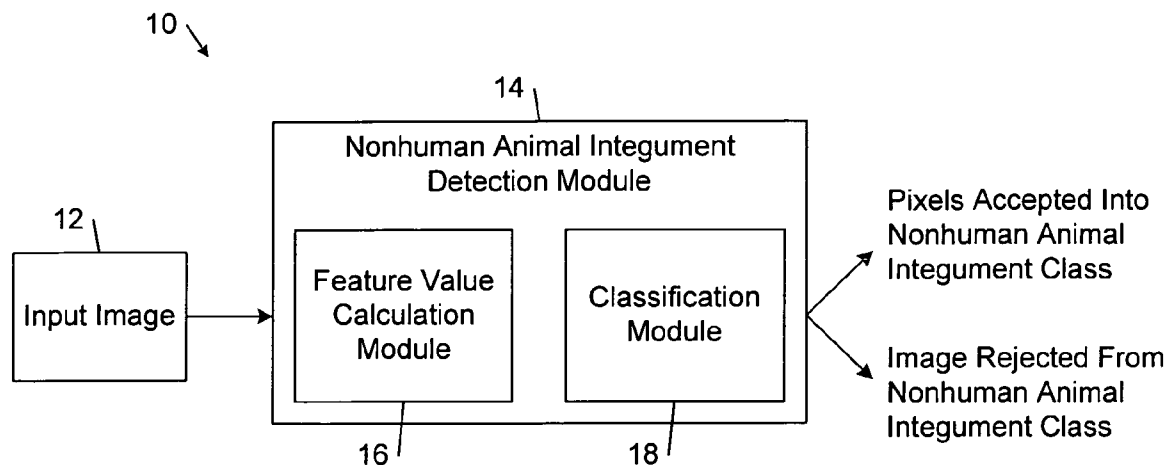 10
14
Nonhuman Animal Integument
Detection Module
12
Input Image
Feature Value
Calculation
Module
Classification
Module
16
18
Pixels Accepted Into
Nonhuman Animal
Integument Class
Image Rejected From
Nonhuman Animal
Integument Class